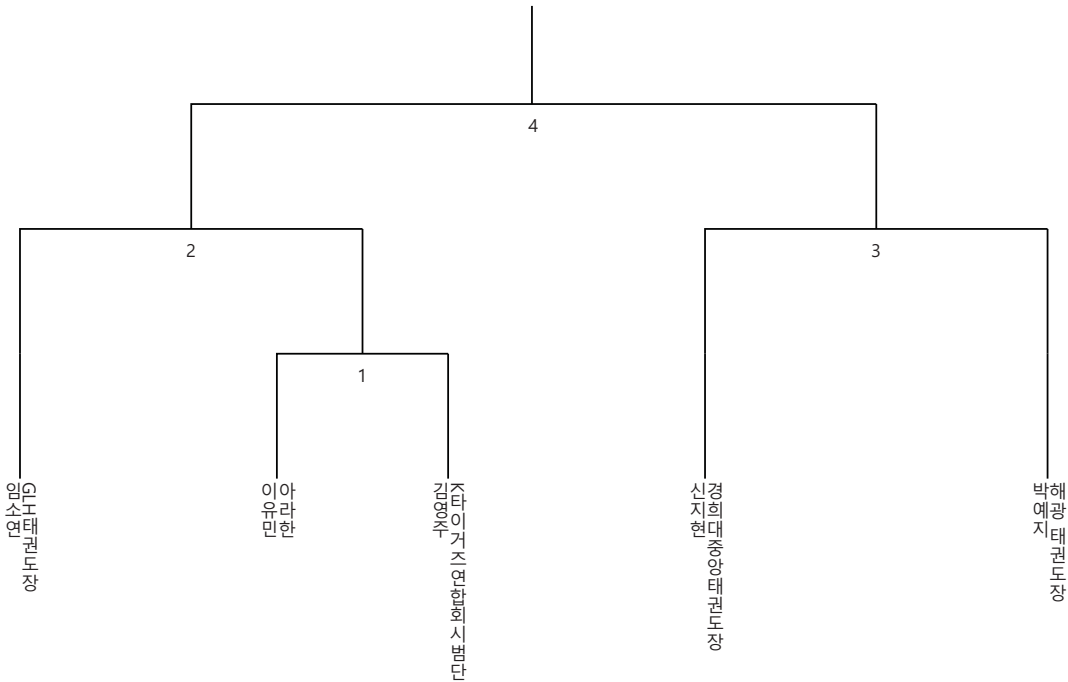 4
2
3
1
임소연
GLH태권도장
이유민
아라한
김영주
K타이거즈연합회시범단
신지현
경희대중앙태권도장
박예지
해광 태권도장